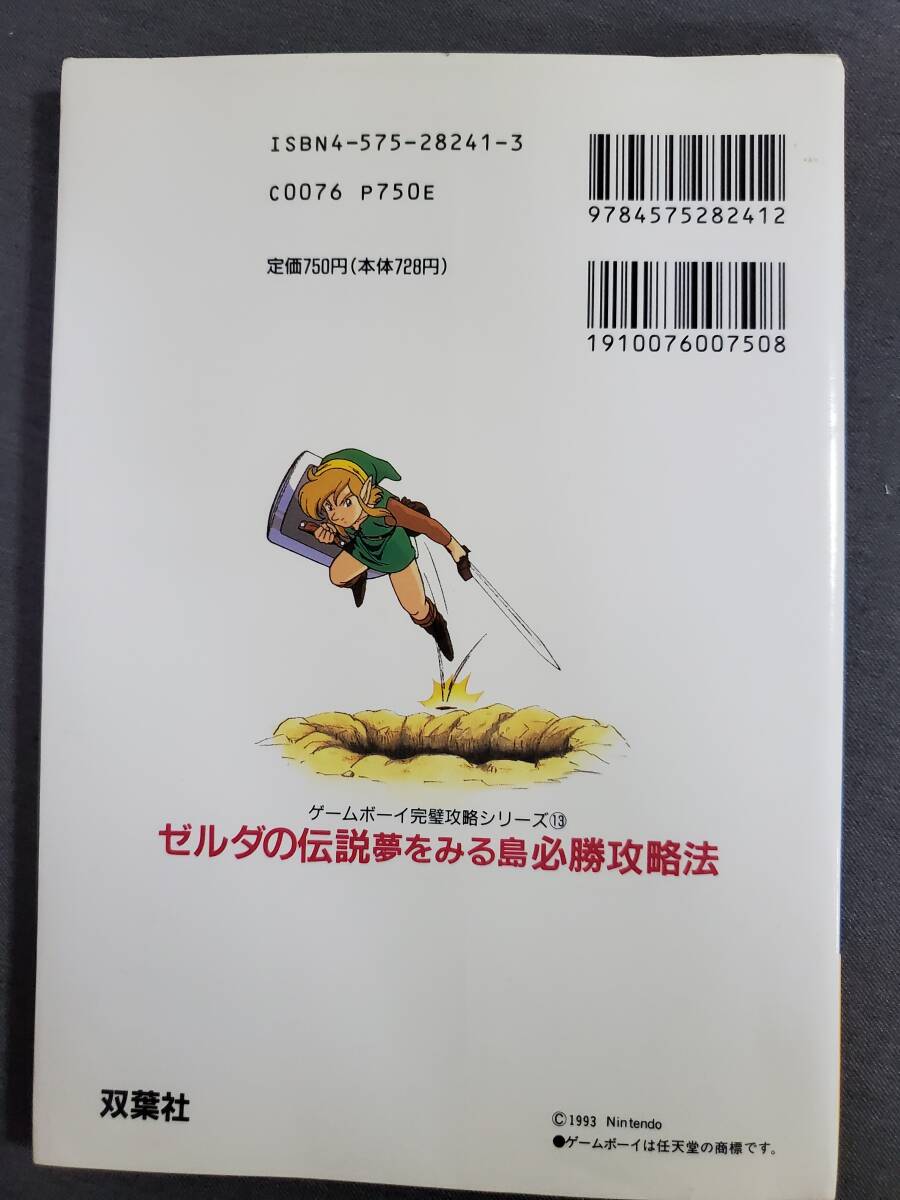 ISBN4-575-28241-3
C0076 P750E
定価750円(本体728円)
9784575282412
1910076007508
ゲームボーイ完璧攻略シリーズ⑬
ゼルダの伝説夢をみる島必勝攻略法
双葉社
©1993 Nintendo
●ゲームボーイは任天堂の商標です。